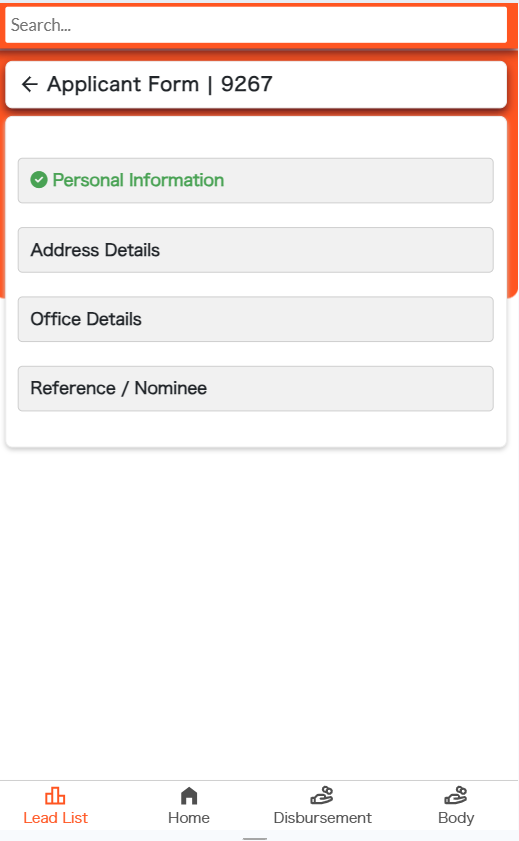 Search...
Applicant Form | 9267
Personal Information
Address Details
Office Details
Reference / Nominee
Lead List Home Disbursement Body